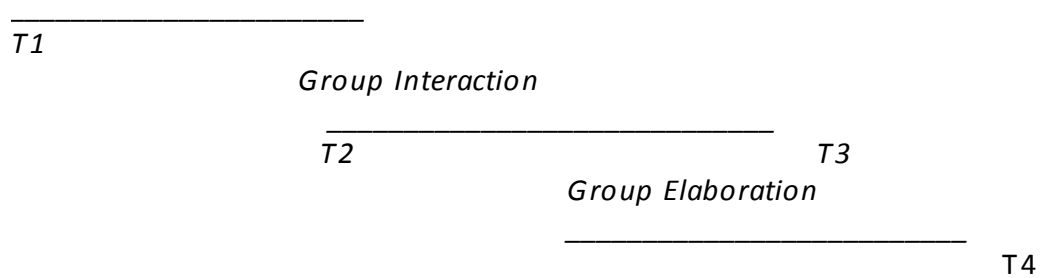 T1
Group Interaction
T2 T3
Group Elaboration
T4